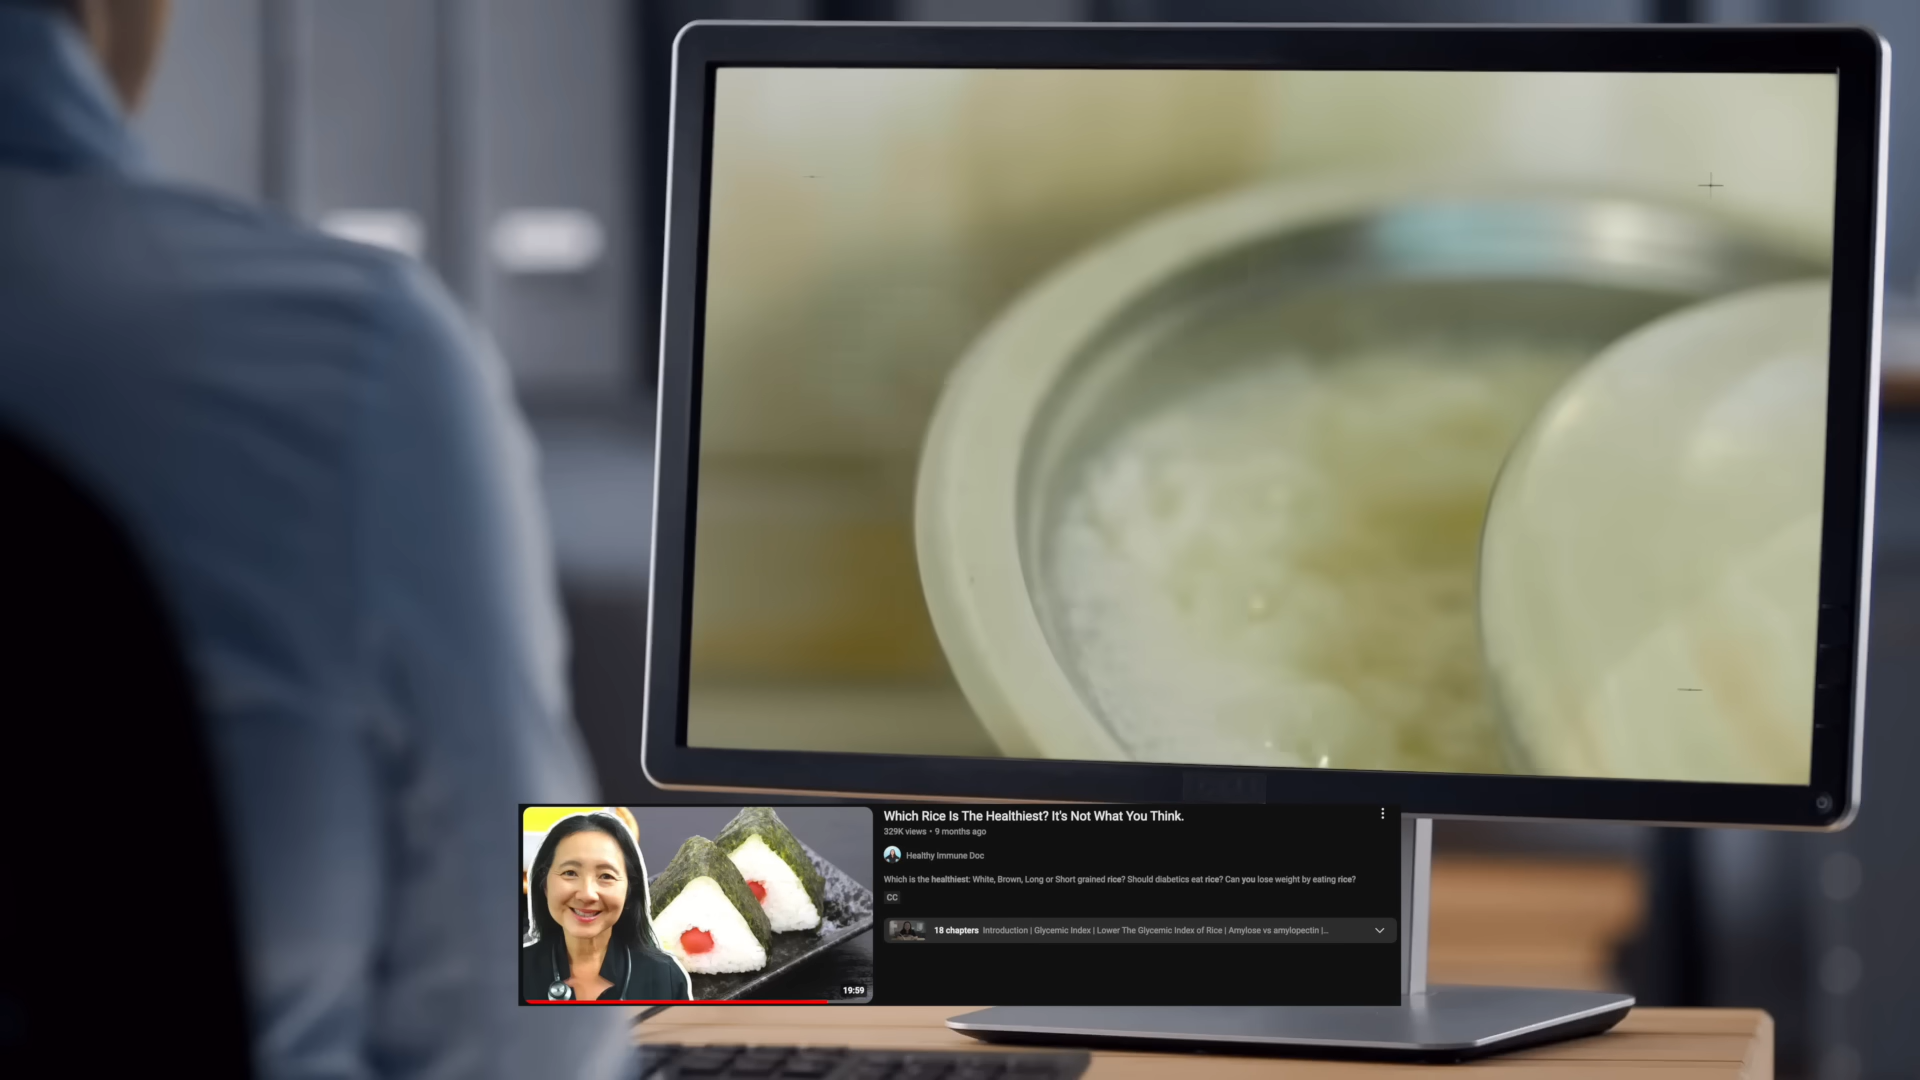 Which Rice Is The Healthiest? It's Not What You Think.
329K views • 9 months ago
Healthy Immune Doc
Which is the healthiest: White, Brown, Long or Short grained rice? Should diabetics eat rice? Can you lose weight by eating rice?
CC
18 chapters Introduction | Glycemic Index | Lower The Glycemic Index of Rice | Amylose vs amylopectin |...
19:59